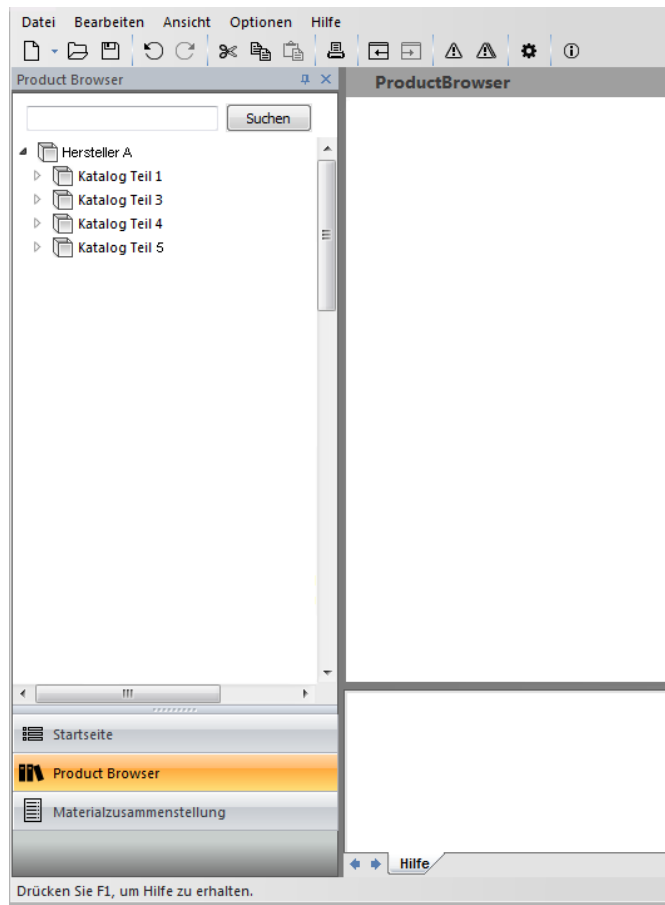 Datei Bearbeiten Ansicht Optionen Hilfe
Product Browser
ProductBrowser
Suchen
Hersteller A
Katalog Teil 1
Katalog Teil 3
Katalog Teil 4
Katalog Teil 5
Startseite
Product Browser
Materialzusammenstellung
Hilfe
Drücken Sie F1, um Hilfe zu erhalten.